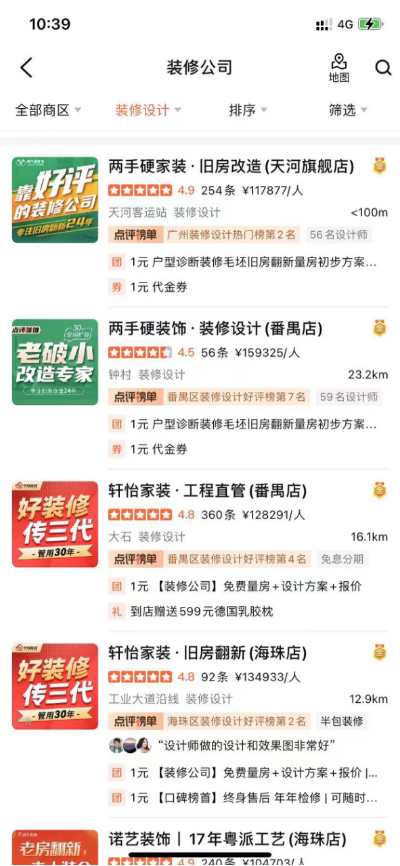 10:39
4G
装修公司
地图
全部商区
装修设计
排序
筛选
靠好评
的装修公司
专注旧房翻新24年
两手硬家装·旧房改造(天河旗舰店)
4.9 254条 ¥117877/人
天河客运站 装修设计
<100m
点评榜单 广州装修设计热门榜第2名 56名设计师
团 1元 户型诊断装修毛坯旧房翻新量房初步方案...
券 1元 代金券
点评装修
老破小
改造专家
专注旧房改造24年
两手硬装饰·装修设计(番禺店)
4.5 56条 ¥159325/人
钟村 装修设计
23.2km
点评榜单 番禺区装修设计好评榜第7名 59名设计师
团 1元 户型诊断装修毛坯旧房翻新量房初步方案...
券 1元 代金券
好装修
传三代
-管用30年-
轩怡家装·工程直管(番禺店)
4.8 360条 ¥128291/人
大石 装修设计
16.1km
点评榜单 番禺区装修设计好评榜第4名 免息分期
团 1元 【装修公司】免费量房+设计方案+报价
礼 到店赠送599元德国乳胶枕
好装修
传三代
-管用30年-
轩怡家装·旧房翻新(海珠店)
4.8 92条 ¥134933/人
工业大道沿线 装修设计
12.9km
点评榜单 海珠区装修设计好评榜第2名 半包装修
“设计师做的设计和效果图非常好”
团 1元 【装修公司】免费量房+设计方案+报价 |...
团 1元 【口碑榜首】终身售后 年年检修 | 可随时...
老房翻新
诺艺装饰丨17年粤派工艺(海珠店)
4.9 240条 ¥104703/人